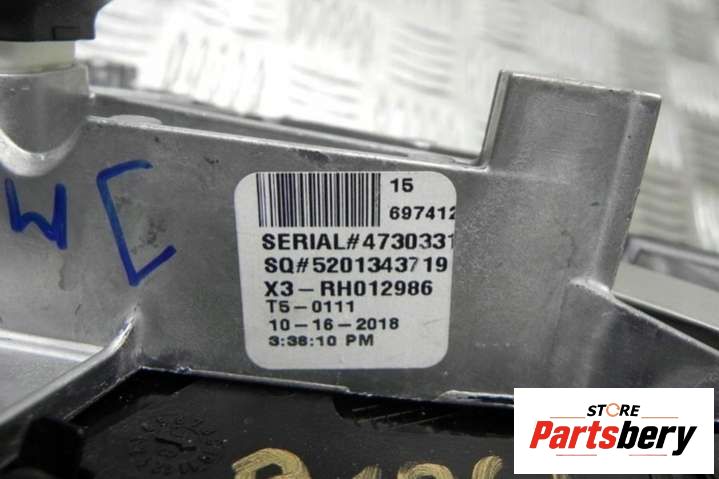 W C
15
697412
SERIAL#4730331
SQ#5201343719
X3-RH012986
T5-0111
10-16-2018
3:38:10 PM
STORE
Partsbery